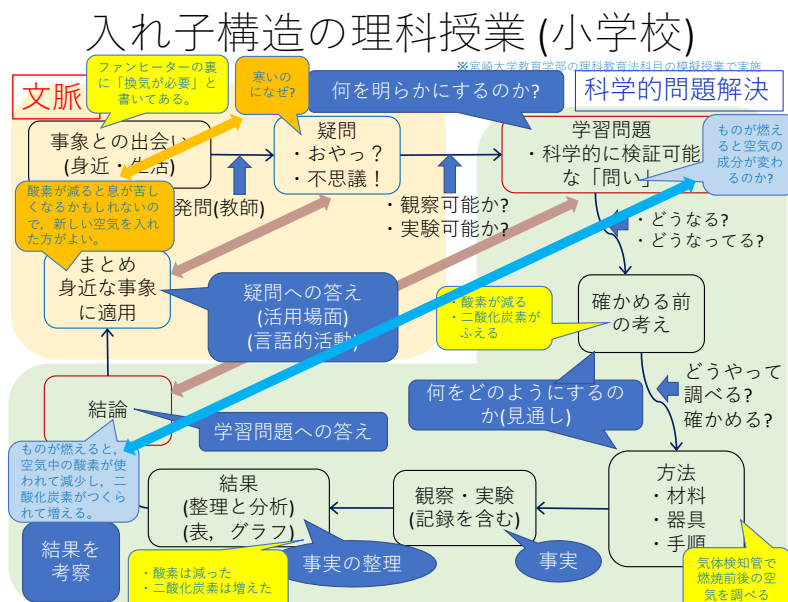 入れ子構造の理科授業 (小学校)
※宮崎大学教育学部の理科教育法科目の模擬授業で実施
文脈
ファンヒーターの裏
に「換気が必要」と
書いてある。
寒いの
になぜ?
何を明らかにするのか?
科学的問題解決
事象との出会い
(身近・生活)
疑問
・おやっ？
・不思議！
学習問題
・科学的に検証可能
な「問い」
ものが燃え
ると空気の
成分が変わ
るのか?
発問(教師)
・観察可能か?
・実験可能か?
・どうなる?
・どうなってる?
酸素が減ると息が苦し
くなるかもしれないの
で，新しい空気を入れ
た方がよい。
まとめ
身近な事象
に適用
疑問への答え
(活用場面)
(言語的活動)
・酸素が減る
・二酸化炭素が
ふえる
確かめる前
の考え
何をどのようにするの
か(見通し)
どうやって
調べる?
確かめる?
結論
学習問題への答え
ものが燃えると，
空気中の酸素が使
われて減少し，二
酸化炭素がつくら
れて増える。
結果を
考察
結果
(整理と分析)
(表，グラフ)
事実の整理
・酸素は減った
・二酸化炭素は増えた
観察・実験
(記録を含む)
事実
方法
・材料
・器具
・手順
気体検知管で
燃焼前後の空
気を調べる